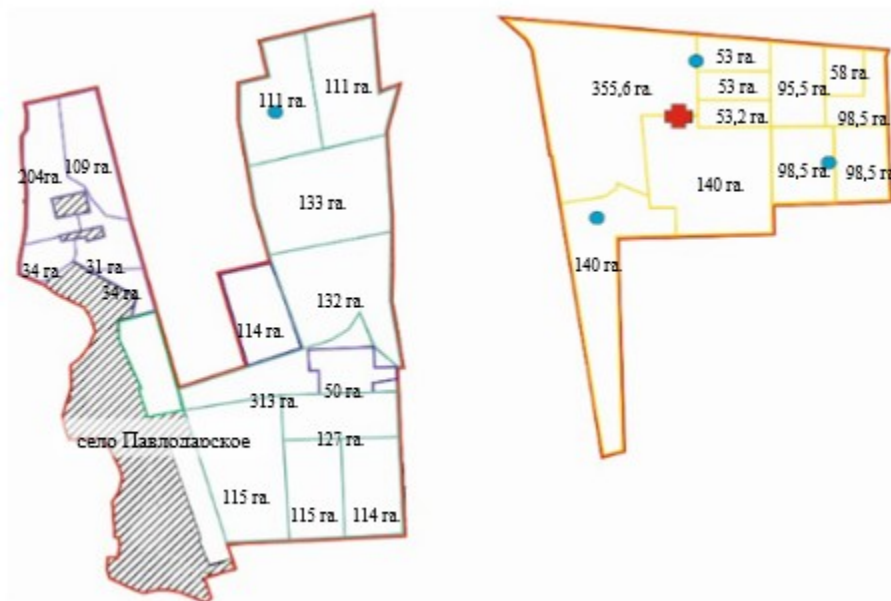 204га.
109 га.
34 га.
31 га.
34 га.
111 га.
111 га.
133 га.
132 га.
114 га.
50 га.
313 га.
127 га.
село Павлодарское
115 га.
115 га.
114 га.
355,6 га.
53 га.
53 га.
53,2 га.
95,5 га.
58 га.
98,5 га.
98,5 га.
98,5 га
140 га.
140 га.